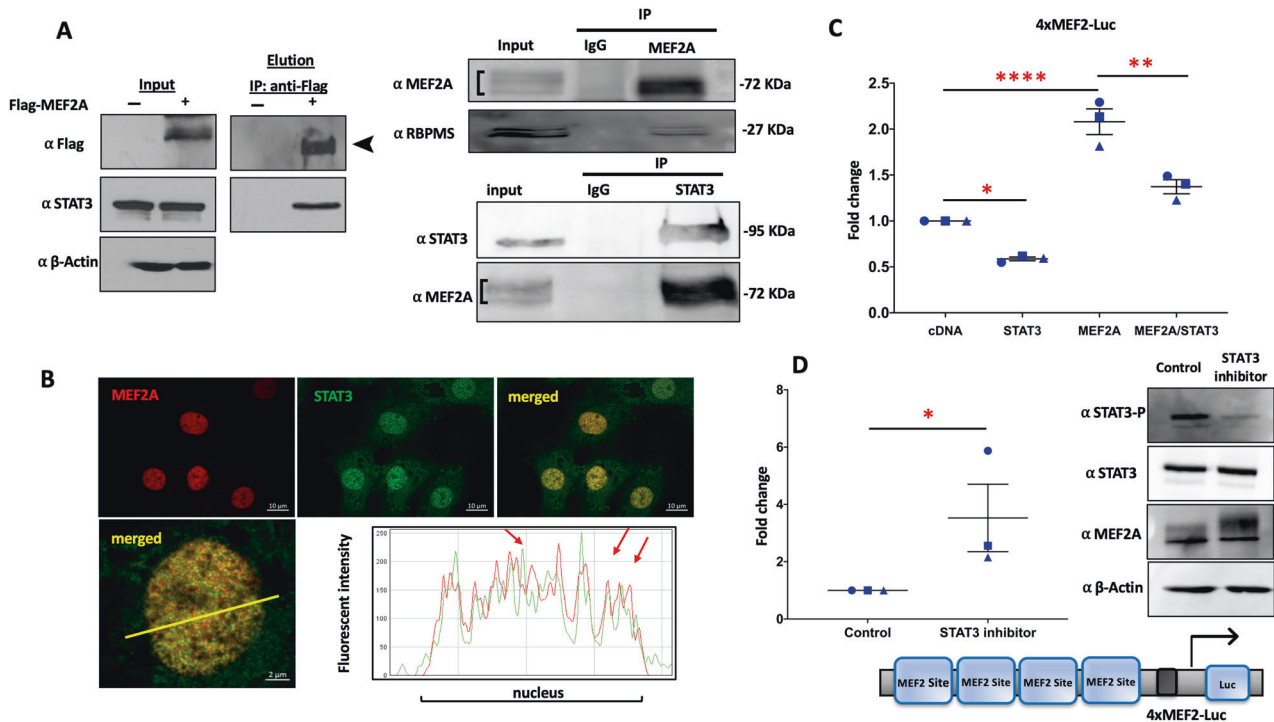 A
Input
Elution
IP: anti-Flag
Flag-MEF2A
— +
— +
α Flag
α STAT3
α β-Actin
IP
Input
IgG
MEF2A
α MEF2A
-72 KDa
α RBPMS
-27 KDa
IP
input
IgG
STAT3
α STAT3
-95 KDa
α MEF2A
-72 KDa
B
MEF2A
10 µm
STAT3
10 µm
merged
10 µm
merged
2 µm
Fluorescent intensity
250
200
150
100
50
0
nucleus
C
4xMEF2-Luc
Fold change
2.5
2.0
1.5
1.0
0.5
0.0
****
**
*
cDNA
STAT3
MEF2A
MEF2A/STAT3
D
Fold change
8
6
4
2
0
*
Control
STAT3 inhibitor
Control
STAT3
inhibitor
α STAT3-P
α STAT3
α MEF2A
α β-Actin
MEF2 Site
MEF2 Site
MEF2 Site
MEF2 Site
Luc
4xMEF2-Luc